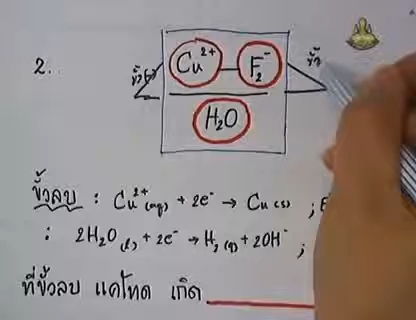 2..
ขั้ว(-) Cu²⁺ — F₂⁻ ขั้ว
H₂O
ขั้วลบ : Cu²⁺(aq) + 2e⁻ → Cu (s) ; E
: 2H₂O(l) + 2e⁻ → H₂(g) + 2OH⁻ ;
ที่ขั้วลบ แคโทด เกิด